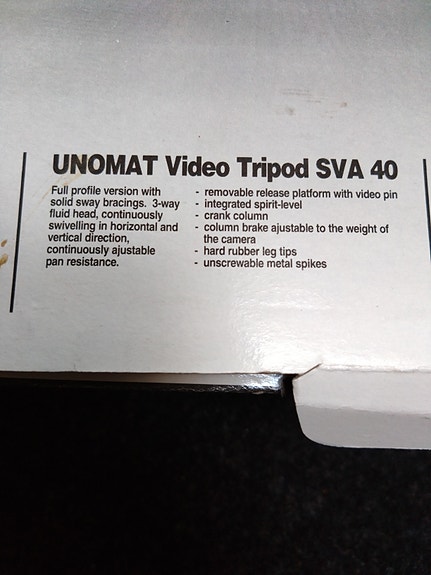 UNOMAT Video Tripod SVA 40
Full profile version with
solid sway bracings. 3-way
fluid head, continuously
swivelling in horizontal and
vertical direction,
continuously ajustable
pan resistance.
- removable release platform with video pin
- integrated spirit-level
- crank column
- column brake ajustable to the weight of
the camera
- hard rubber leg tips
- unscrewable metal spikes